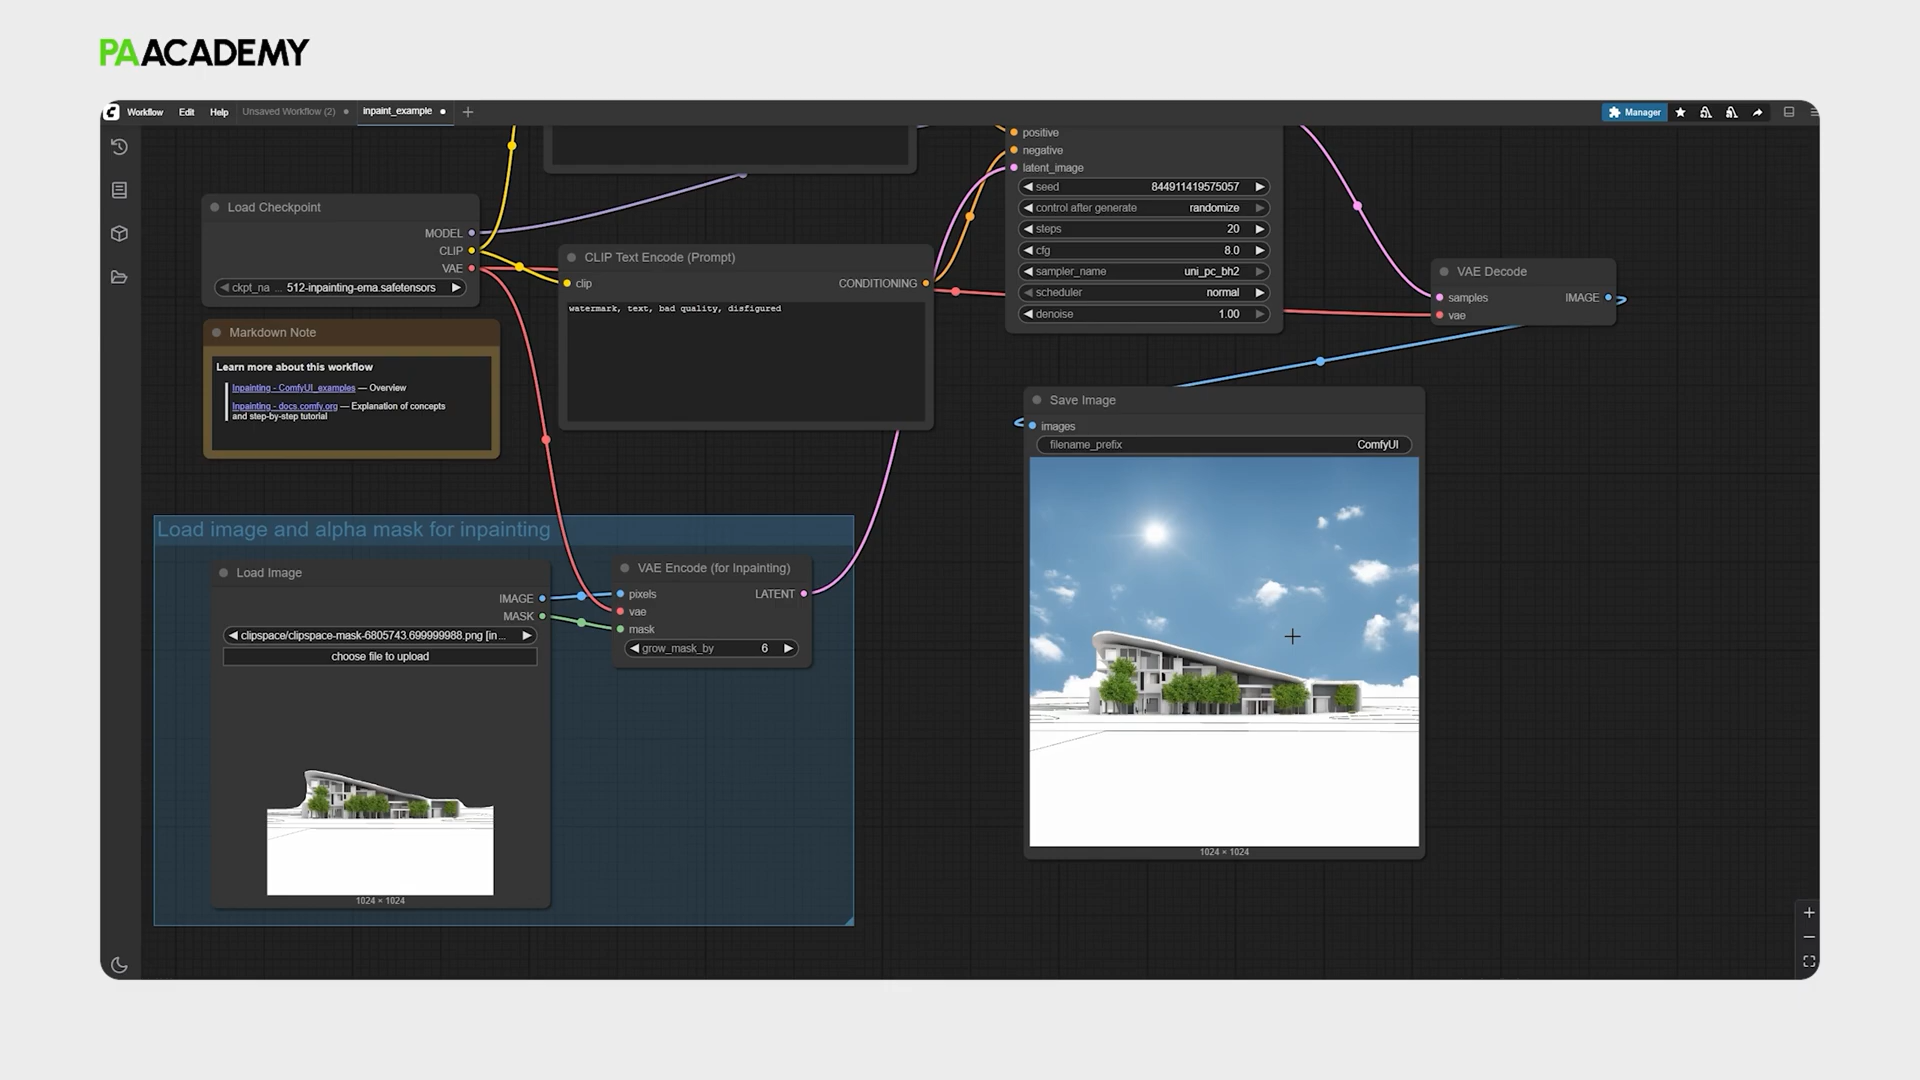 PAACADEMY
Workflow Edit Help Unsaved Workflow (2) inpaint_example
Manager
positive
negative
latent_image
seed 844911419575057
control after generate randomize
steps 20
cfg 8.0
sampler_name uni_pc_bh2
scheduler normal
denoise 1.00
Load Checkpoint
MODEL
CLIP
VAE
ckpt_na ... 512-inpainting-ema.safetensors
CLIP Text Encode (Prompt)
clip CONDITIONING
watermark, text, bad quality, disfigured
VAE Decode
samples IMAGE
vae
Markdown Note
Learn more about this workflow
Inpainting - ComfyUI_examples — Overview
Inpainting - docs.comfy.org — Explanation of concepts
and step-by-step tutorial
Save Image
images
filename_prefix ComfyUI
1024 × 1024
Load image and alpha mask for inpainting
Load Image
IMAGE
MASK
clipspace/clipspace-mask-6805743.699999988.png [in...
choose file to upload
1024 × 1024
VAE Encode (for Inpainting)
pixels LATENT
vae
mask
grow_mask_by 6